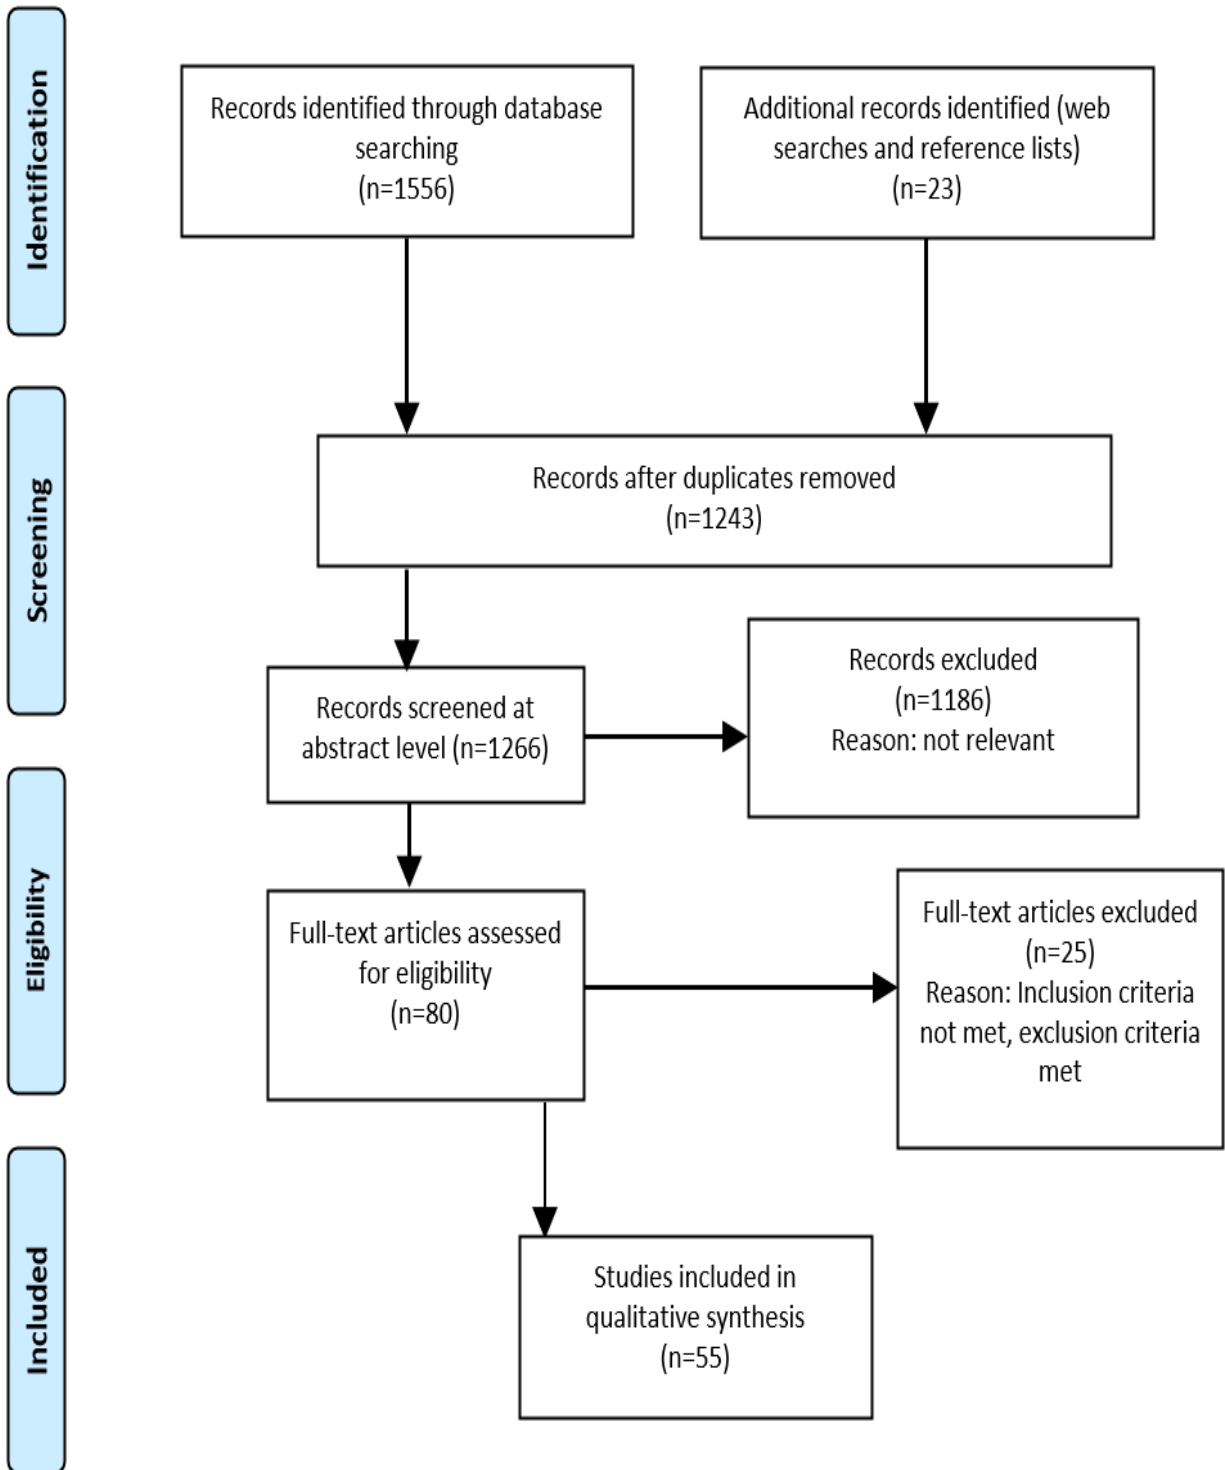 Identification
Records identified through database
searching
(n=1556)
Additional records identified (web
searches and reference lists)
(n=23)
Screening
Records after duplicates removed
(n=1243)
Records screened at
abstract level (n=1266)
Records excluded
(n=1186)
Reason: not relevant
Eligibility
Full-text articles assessed
for eligibility
(n=80)
Full-text articles excluded
(n=25)
Reason: Inclusion criteria
not met, exclusion criteria
met
Included
Studies included in
qualitative synthesis
(n=55)